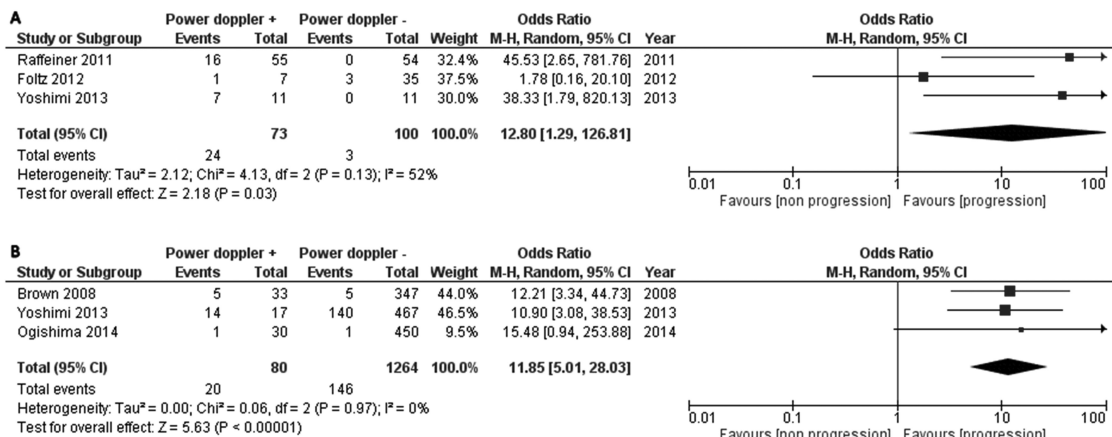 A
Power doppler + Power doppler - Odds Ratio Odds Ratio
Study or Subgroup Events Total Events Total Weight M-H, Random, 95% CI Year M-H, Random, 95% CI
Raffeiner 2011 16 55 0 54 32.4% 45.53 [2.65, 781.76] 2011
Foltz 2012 1 7 3 35 37.5% 1.78 [0.16, 20.10] 2012
Yoshimi 2013 7 11 0 11 30.0% 38.33 [1.79, 820.13] 2013
Total (95% CI) 73 100 100.0% 12.80 [1.29, 126.81]
Total events 24 3
Heterogeneity: Tau² = 2.12; Chi² = 4.13, df = 2 (P = 0.13); I² = 52%
Test for overall effect: Z = 2.18 (P = 0.03)
0.01 0.1 1 10 100
Favours [non progression] Favours [progression]
B
Power doppler + Power doppler - Odds Ratio Odds Ratio
Study or Subgroup Events Total Events Total Weight M-H, Random, 95% CI Year M-H, Random, 95% CI
Brown 2008 5 33 5 347 44.0% 12.21 [3.34, 44.73] 2008
Yoshimi 2013 14 17 140 467 46.5% 10.90 [3.08, 38.53] 2013
Ogishima 2014 1 30 1 450 9.5% 15.48 [0.94, 253.88] 2014
Total (95% CI) 80 1264 100.0% 11.85 [5.01, 28.03]
Total events 20 146
Heterogeneity: Tau² = 0.00; Chi² = 0.06, df = 2 (P = 0.97); I² = 0%
Test for overall effect: Z = 5.63 (P < 0.00001)
0.01 0.1 1 10 100
Favours [non progression] Favours [progression]